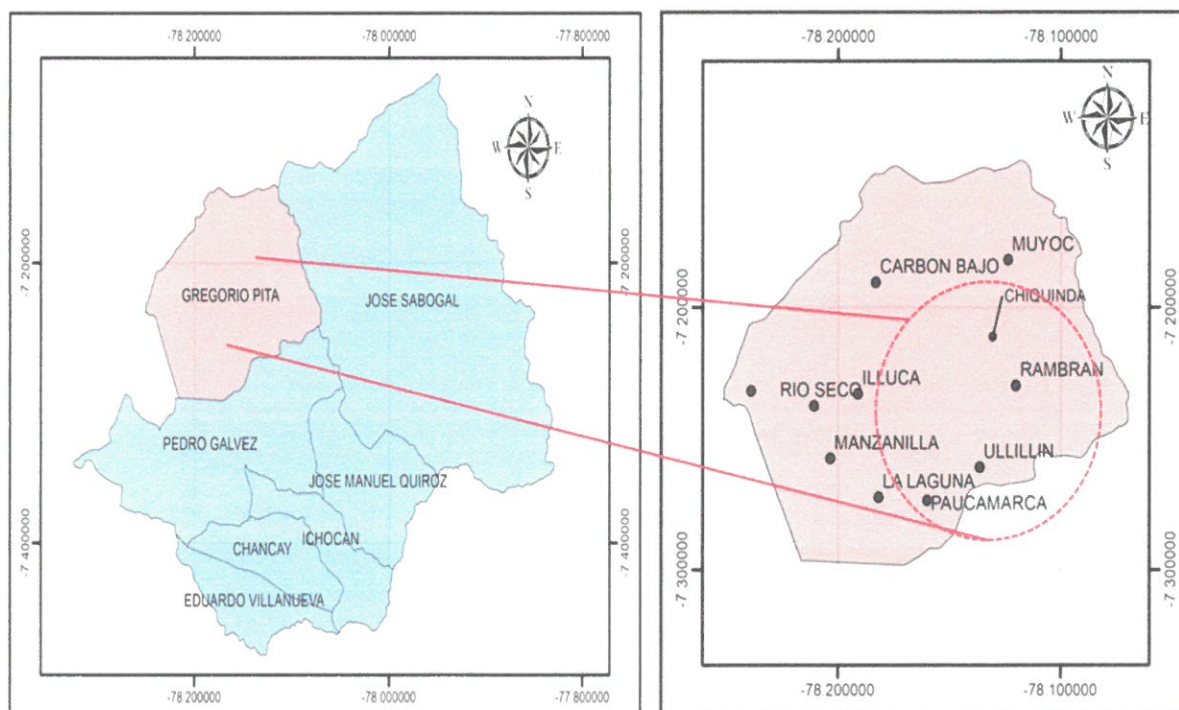 -78.200000 -78.000000 -77.800000
N
W E
S
-7.200000 -7.200000
GREGORIO PITA
JOSE SABOGAL
PEDRO GALVEZ
JOSE MANUEL QUIROZ
ICHOCAN
CHANCAY
EDUARDO VILLANUEVA
-7.400000 -7.400000
-78.200000 -78.000000 -77.800000
-78.200000 -78.100000
N
W E
S
MUYOC
CARBON BAJO
CHIQUINDA
-7.200000 -7.200000
RAMBRAN
ILLUCA
RIO SECO
MANZANILLA
ULLILLIN
LA LAGUNA
PAUCAMARCA
-7.300000 -7.300000
-78.200000 -78.100000